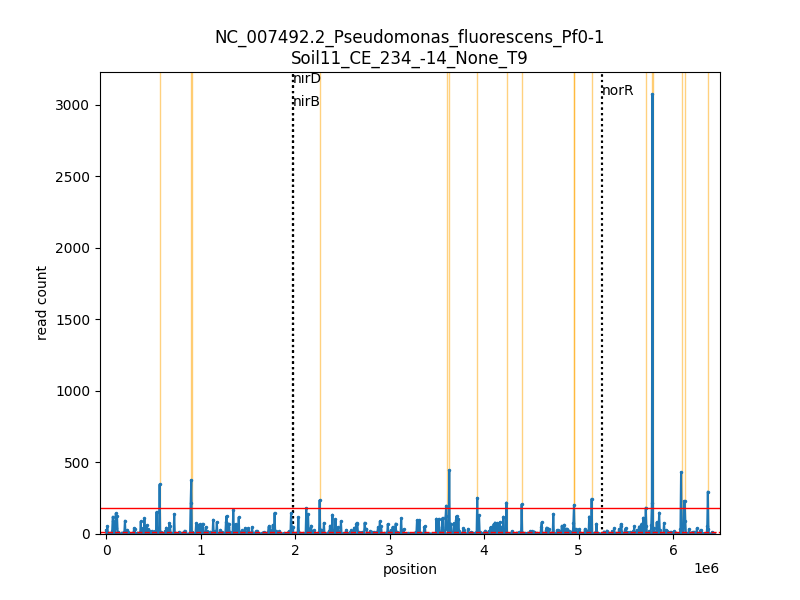 NC_007492.2_Pseudomonas_fluorescens_Pf0-1
Soil11_CE_234_-14_None_T9
nirD
nirB
norR
3000
2500
2000
1500
1000
500
0
read count
0 1 2 3 4 5 6
1e6
position